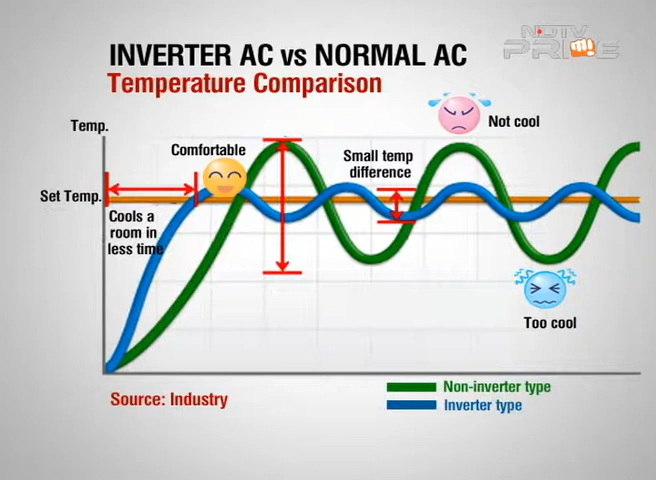 NDTV
PRIME
INVERTER AC vs NORMAL AC
Temperature Comparison
Temp.
Not cool
Comfortable
Small temp
difference
Set Temp.
Cools a
room in
less time
Too cool
Source: Industry
Non-inverter type
Inverter type